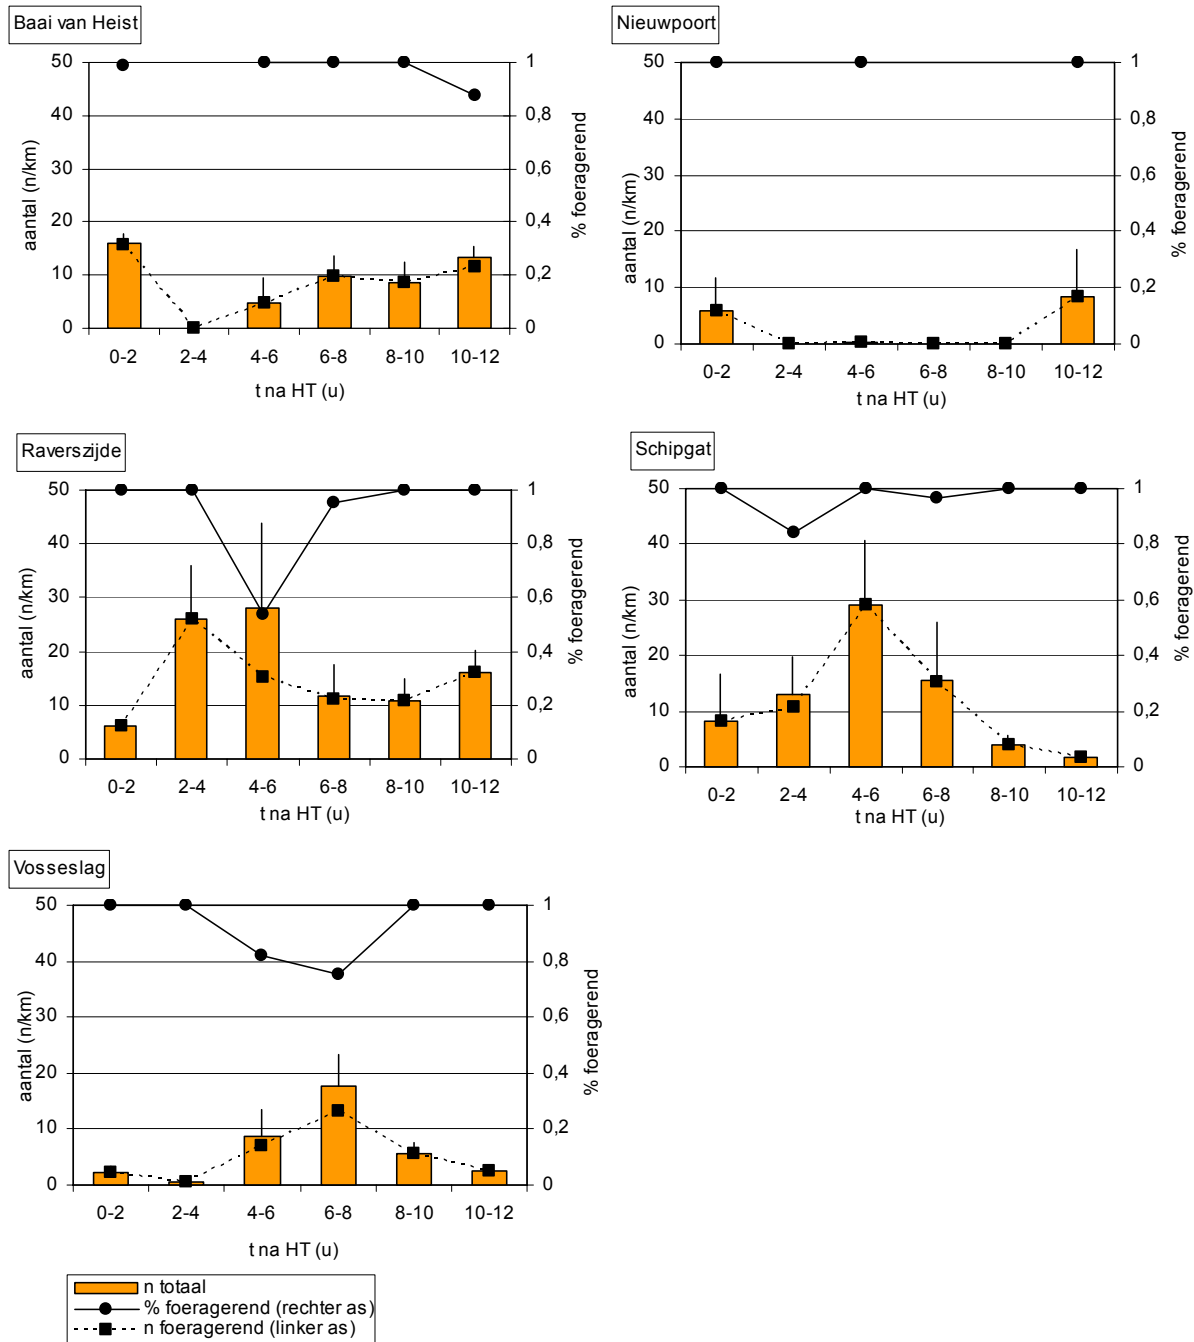 Baai van Heist
50
40
30
20
10
0
aantal (n/km)
1
0,8
0,6
0,4
0,2
0
% foeragerend
0-2 2-4 4-6 6-8 8-10 10-12
t na HT (u)
Nieuwpoort
50
40
30
20
10
0
aantal (n/km)
1
0,8
0,6
0,4
0,2
0
% foeragerend
0-2 2-4 4-6 6-8 8-10 10-12
t na HT (u)
Raverszijde
50
40
30
20
10
0
aantal (n/km)
1
0,8
0,6
0,4
0,2
0
% foeragerend
0-2 2-4 4-6 6-8 8-10 10-12
t na HT (u)
Schipgat
50
40
30
20
10
0
aantal (n/km)
1
0,8
0,6
0,4
0,2
0
% foeragerend
0-2 2-4 4-6 6-8 8-10 10-12
t na HT (u)
Vosseslag
50
40
30
20
10
0
aantal (n/km)
1
0,8
0,6
0,4
0,2
0
% foeragerend
0-2 2-4 4-6 6-8 8-10 10-12
t na HT (u)
n totaal
% foeragerend (rechter as)
n foeragerend (linker as)